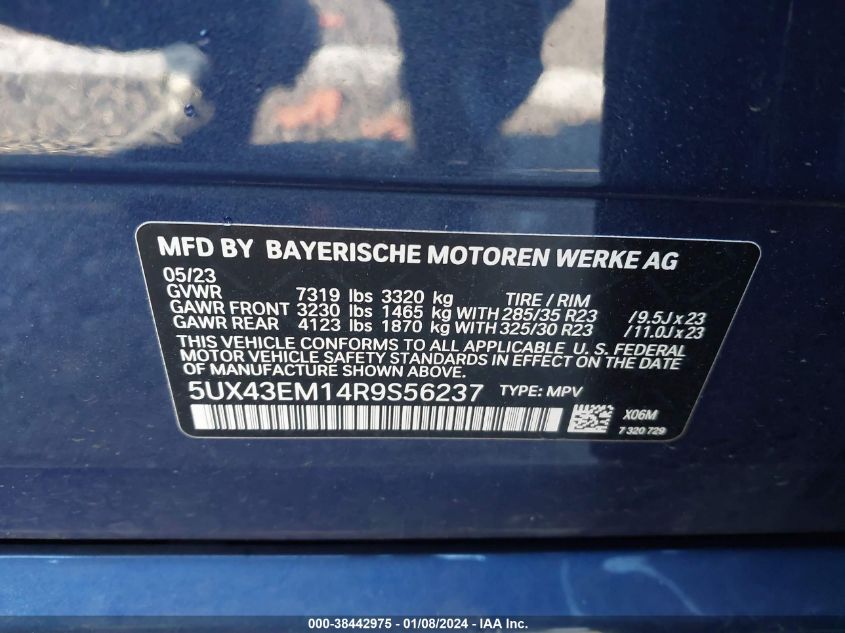 MFD BY BAYERISCHE MOTOREN WERKE AG
05/23
GVWR 7319 lbs 3320 kg TIRE / RIM
GAWR FRONT 3230 lbs 1465 kg WITH 285/35 R23 /9.5J x 23
GAWR REAR 4123 lbs 1870 kg WITH 325/30 R23 /11.0J x 23
THIS VEHICLE CONFORMS TO ALL APPLICABLE U. S. FEDERAL
MOTOR VEHICLE SAFETY STANDARDS IN EFFECT ON THE DATE
OF MANUFACTURE SHOWN ABOVE.
5UX43EM14R9S56237 TYPE: MPV
X06M
7 320 729
000-38442975 - 01/08/2024 - IAA Inc.